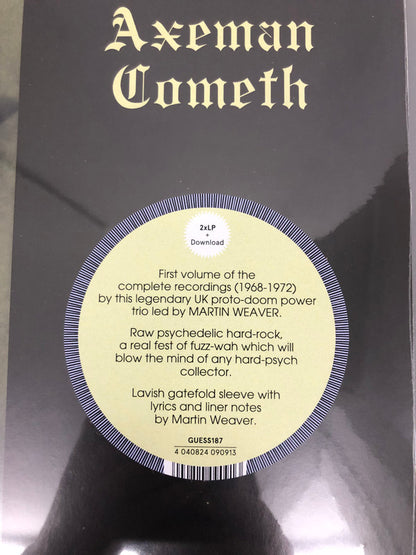 Axeman
Cometh
2xLP
+
Download
First volume of the
complete recordings (1968-1972)
by this legendary UK proto-doom power
trio led by MARTIN WEAVER.
Raw psychedelic hard-rock,
a real fest of fuzz-wah which will
blow the mind of any hard-psych
collector.
Lavish gatefold sleeve with
lyrics and liner notes
by Martin Weaver.
GUESS187
4 040824 090913